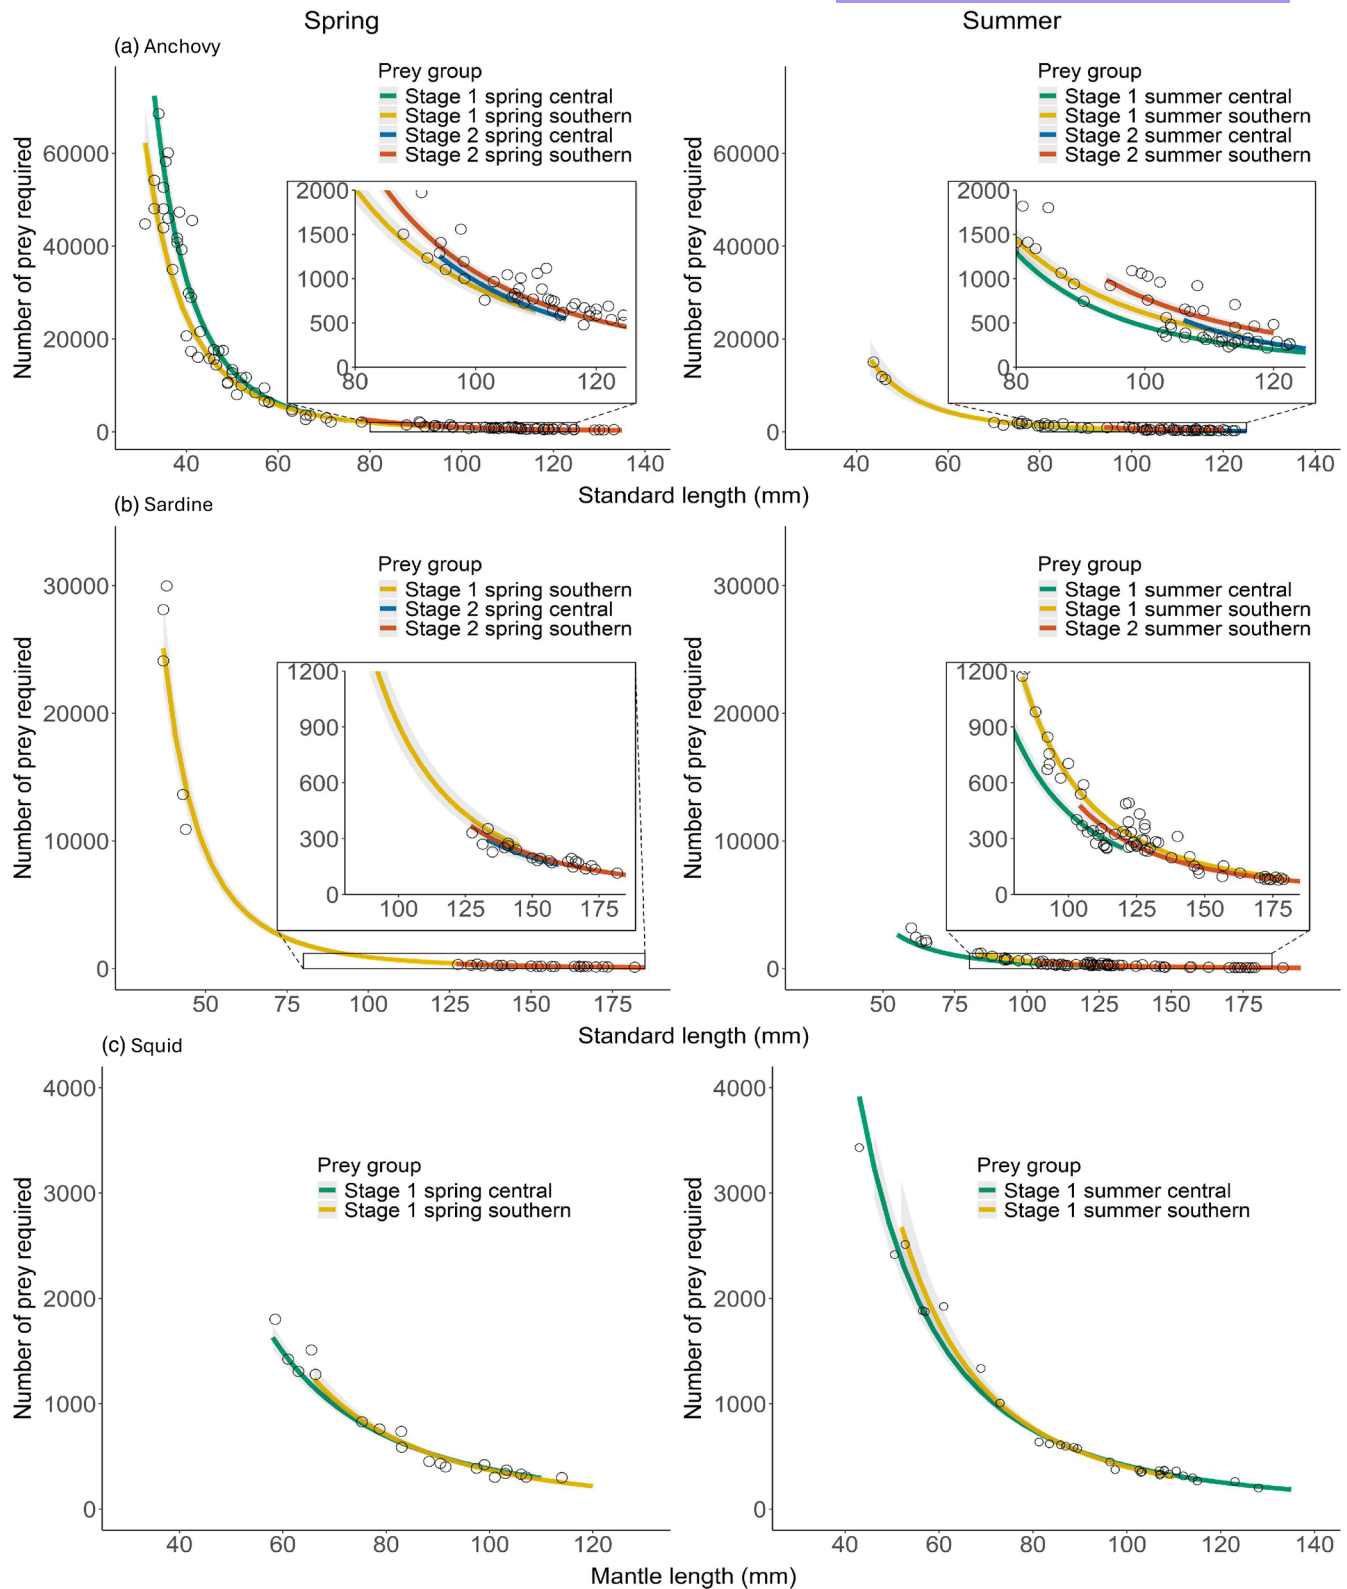 Spring
Summer
(a) Anchovy
Prey group
Stage 1 spring central
Stage 1 spring southern
Stage 2 spring central
Stage 2 spring southern
Number of prey required
60000
40000
20000
0
2000
1500
1000
500
0
80 100 120
40 60 80 100 120 140
Prey group
Stage 1 summer central
Stage 1 summer southern
Stage 2 summer central
Stage 2 summer southern
Number of prey required
60000
40000
20000
0
2000
1500
1000
500
0
80 100 120
40 60 80 100 120 140
Standard length (mm)
(b) Sardine
Prey group
Stage 1 spring southern
Stage 2 spring central
Stage 2 spring southern
Number of prey required
30000
20000
10000
0
1200
900
600
300
0
100 125 150 175
50 75 100 125 150 175
Prey group
Stage 1 summer central
Stage 1 summer southern
Stage 2 summer southern
Number of prey required
30000
20000
10000
0
1200
900
600
300
0
100 125 150 175
50 75 100 125 150 175
Standard length (mm)
(c) Squid
Prey group
Stage 1 spring central
Stage 1 spring southern
Number of prey required
4000
3000
2000
1000
0
40 60 80 100 120
Prey group
Stage 1 summer central
Stage 1 summer southern
Number of prey required
4000
3000
2000
1000
0
40 60 80 100 120 140
Mantle length (mm)